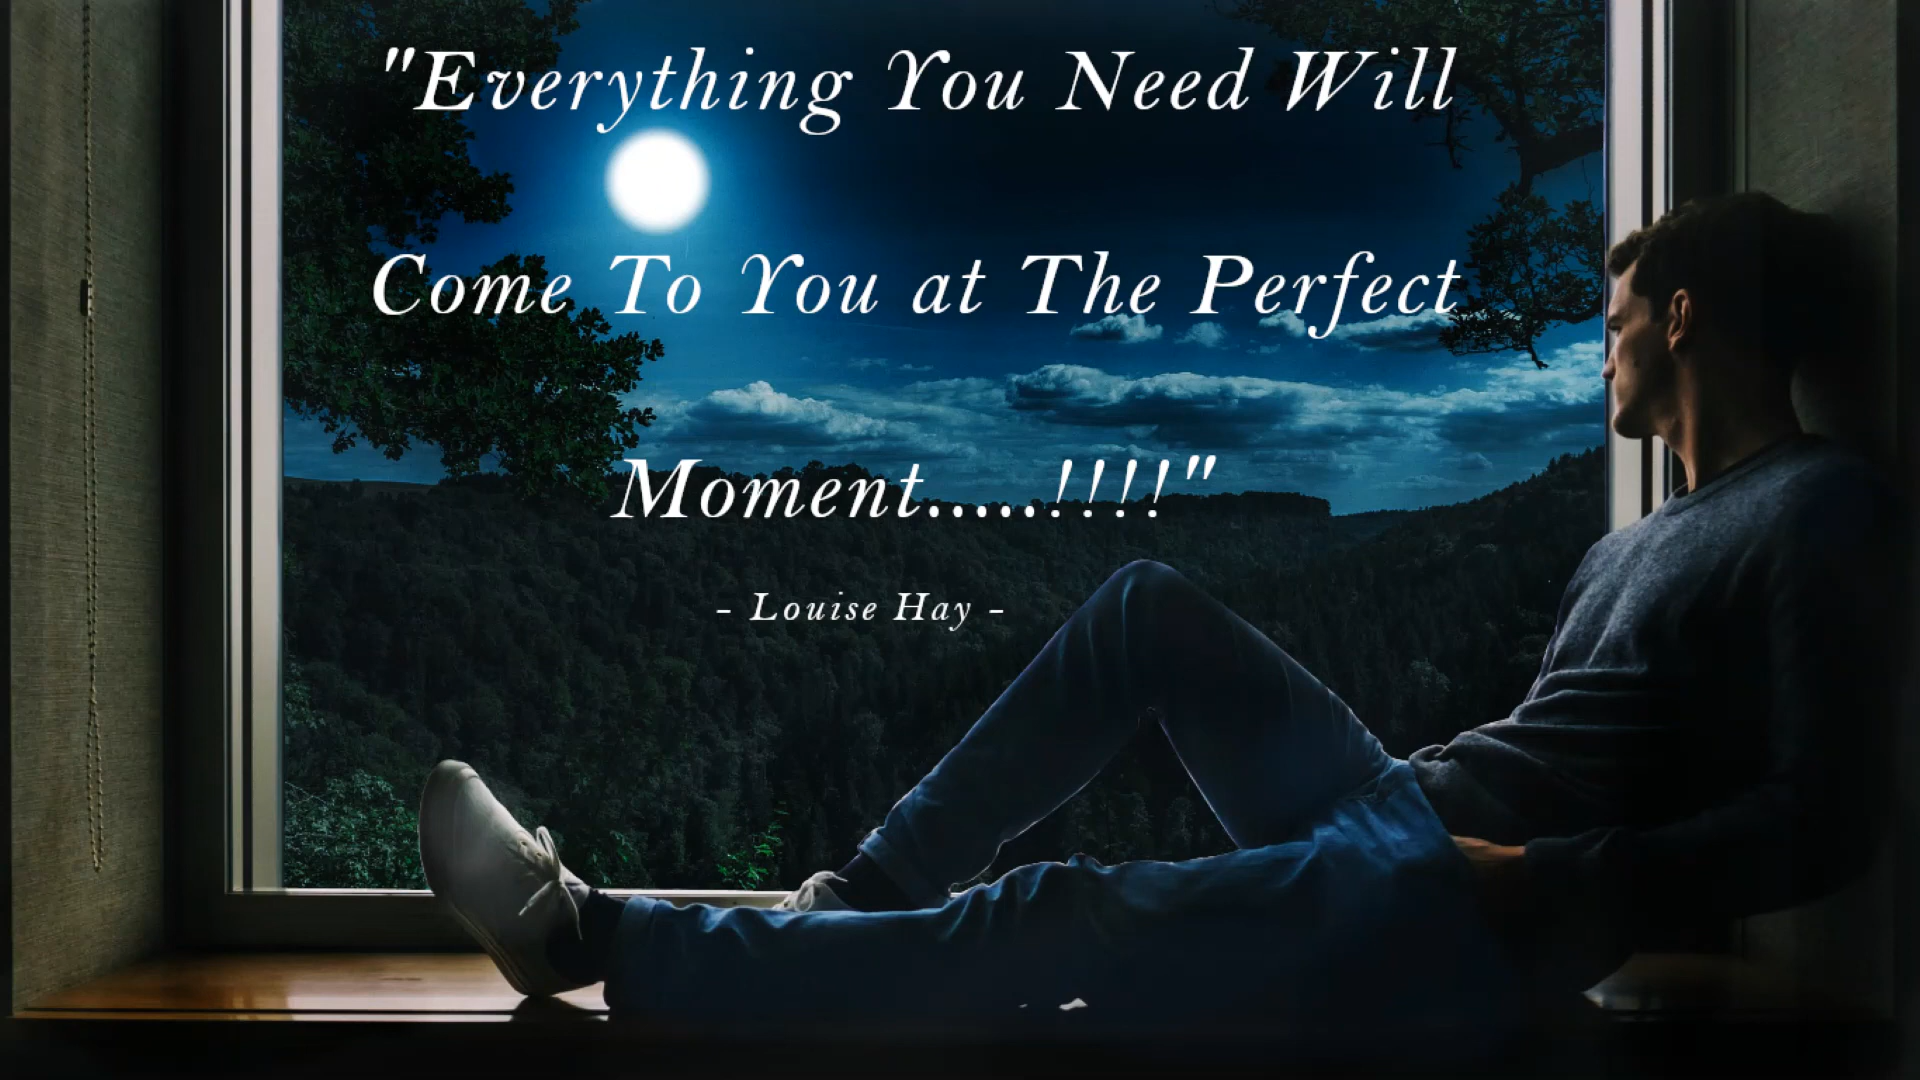 "Everything You Need Will
Come To You at The Perfect
Moment.....!!!!"
- Louise Hay -